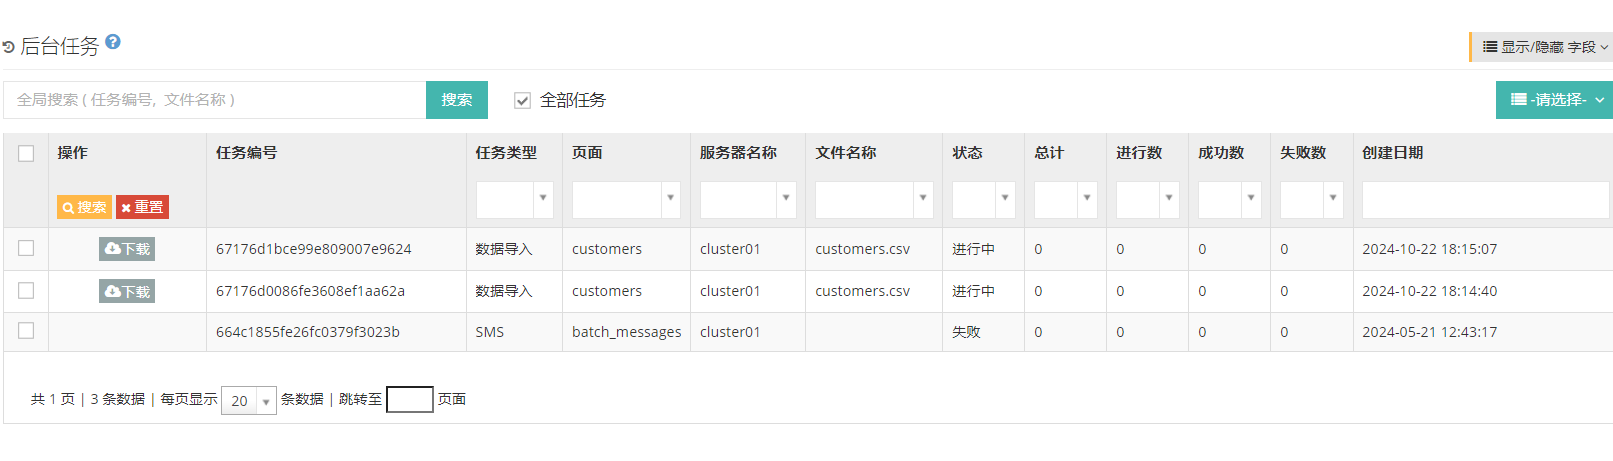 后台任务
显示/隐藏 字段
全局搜索 ( 任务编号, 文件名称 ) 搜索 全部任务 -请选择-
操作 任务编号 任务类型 页面 服务器名称 文件名称 状态 总计 进行数 成功数 失败数 创建日期
搜索 重置
下载 67176d1bce99e809007e9624 数据导入 customers cluster01 customers.csv 进行中 0 0 0 0 2024-10-22 18:15:07
下载 67176d0086fe3608ef1aa62a 数据导入 customers cluster01 customers.csv 进行中 0 0 0 0 2024-10-22 18:14:40
664c1855fe26fc0379f3023b SMS batch_messages cluster01 失败 0 0 0 0 2024-05-21 12:43:17
共 1 页 | 3 条数据 | 每页显示 20 条数据 | 跳转至 页面